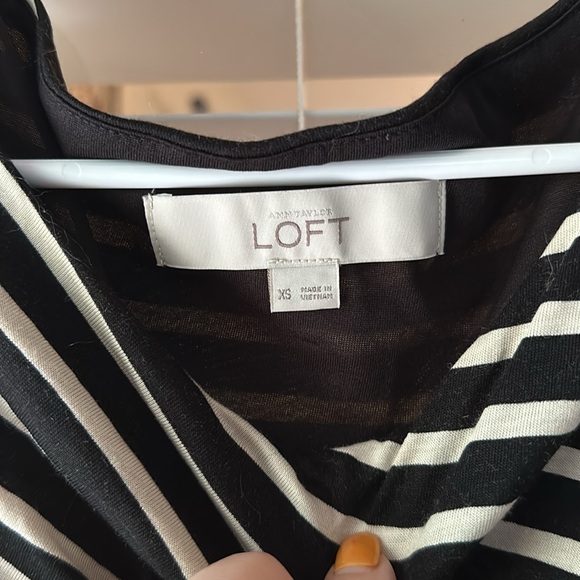 ANN TAYLOR
LOFT
XS
MADE IN
VIETNAM